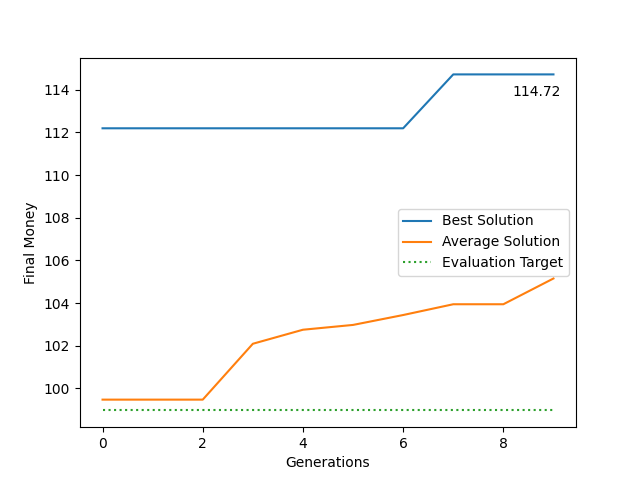 114
112
110
108
106
104
102
100
Final Money
114.72
Best Solution
Average Solution
Evaluation Target
0 2 4 6 8
Generations